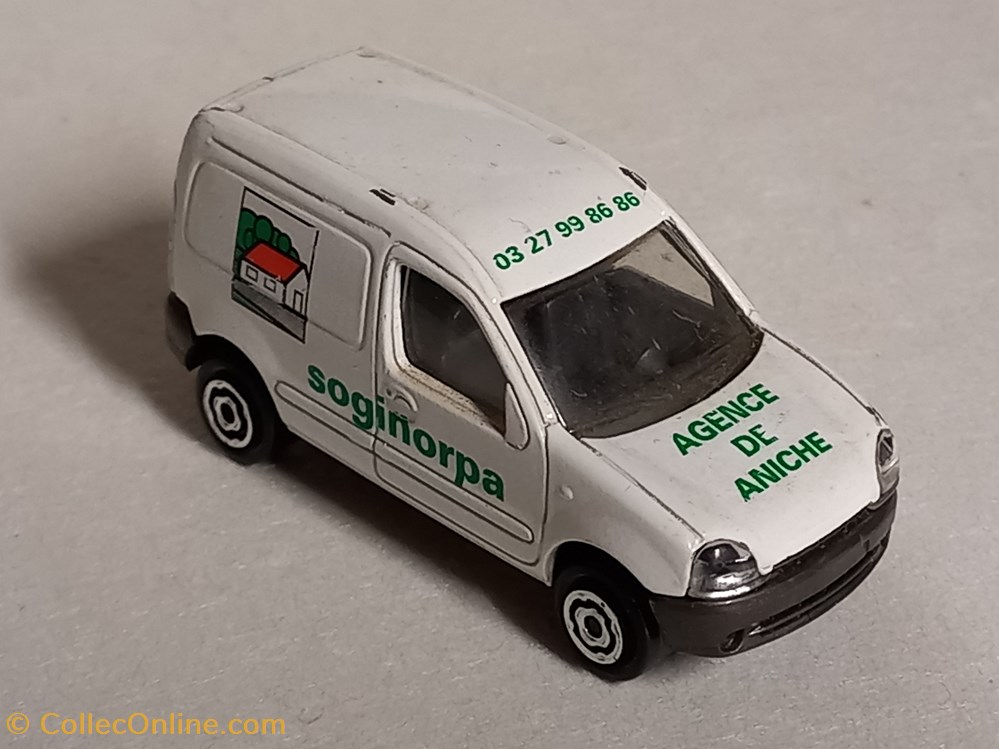 03 27 99 86 86
soginorpa
AGENCE
DE
ANICHE
© CollecOnline.com